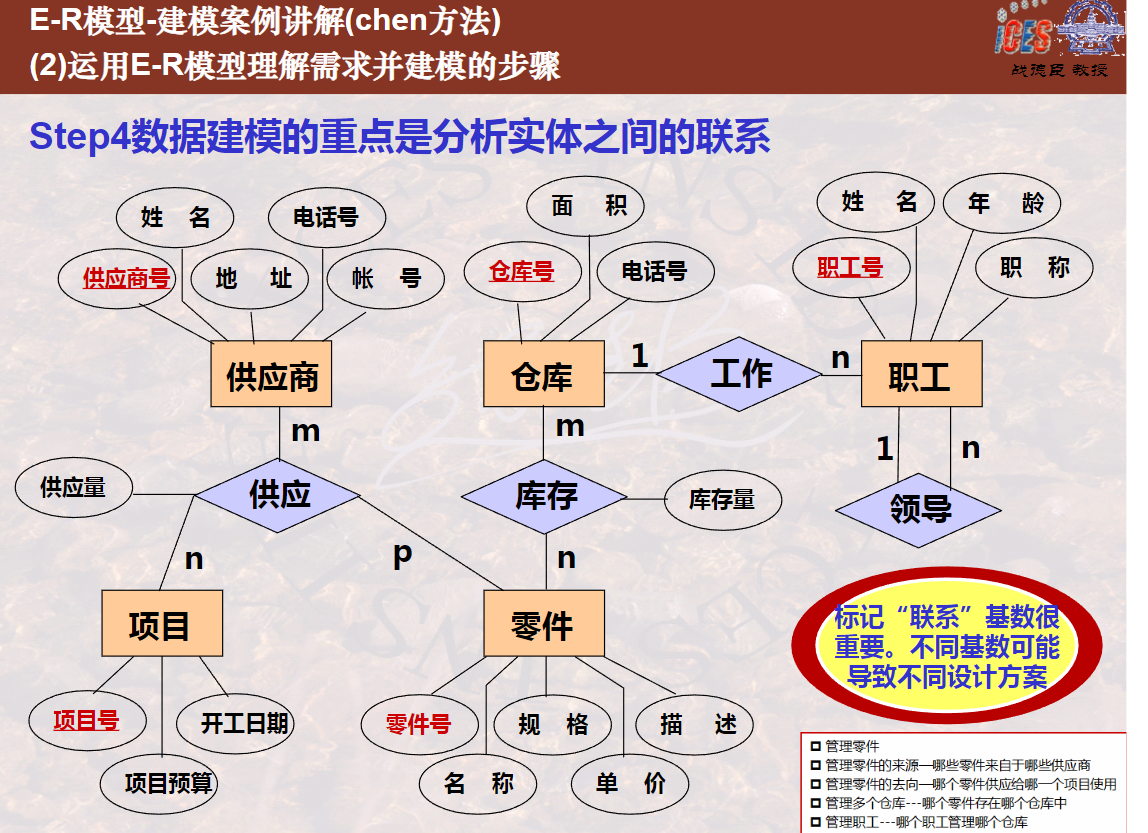 E-R模型-建模案例讲解(chen方法)
(2)运用E-R模型理解需求并建模的步骤
ICES
战德臣 教授
Step4数据建模的重点是分析实体之间的联系
姓 名
电话号
供应商号
地 址
帐 号
面 积
仓库号
电话号
姓 名
年 龄
职工号
职 称
供应商
仓库
1
工作
n
职工
m
m
1
n
供应量
供应
库存
库存量
领导
n
p
n
项目
零件
标记“联系”基数很
重要。不同基数可能
导致不同设计方案
项目号
开工日期
项目预算
零件号
规 格
描 述
名 称
单 价
管理零件
管理零件的来源—哪些零件来自于哪些供应商
管理零件的去向—哪个零件供应给哪一个项目使用
管理多个仓库---哪个零件存在哪个仓库中
管理职工---哪个职工管理哪个仓库